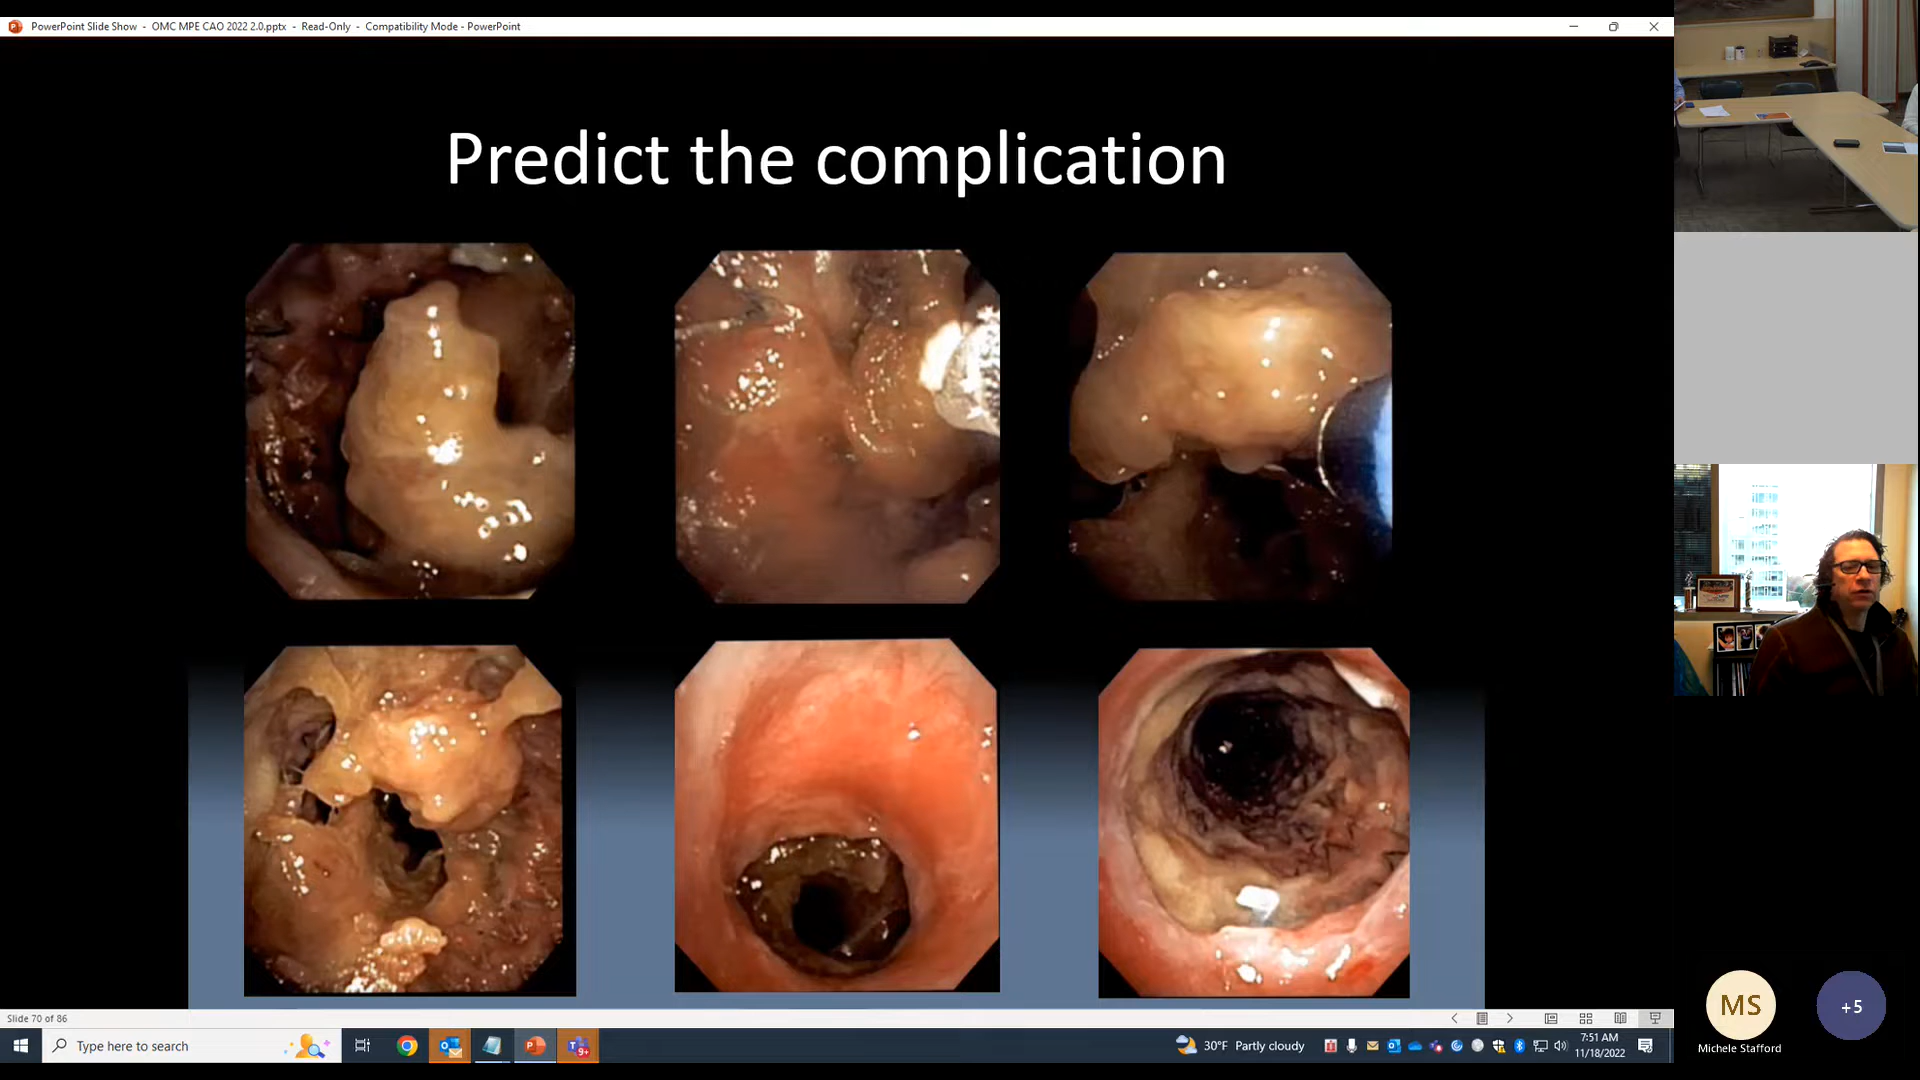 PowerPoint Slide Show - OMC MPE CAO 2022 2.0.pptx - Read-Only - Compatibility Mode - PowerPoint
Predict the complication
Slide 70 of 86
Type here to search
9+
30°F Partly cloudy
7:51 AM
11/18/2022
MS
+5
Michele Stafford